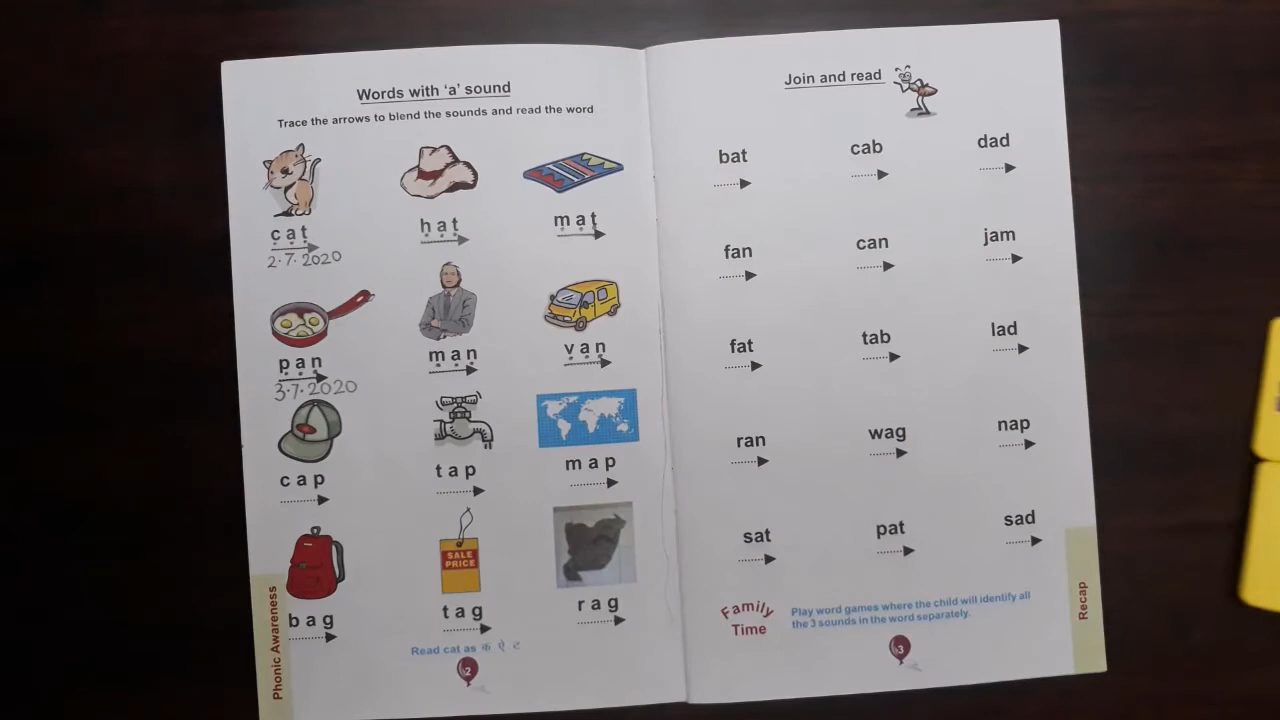 Words with ‘a’ sound
Trace the arrows to blend the sounds and read the word
cat hat mat
2.7.2020
pan man van
3.7.2020
cap tap map
SALE
PRICE
bag tag rag
Read cat as क ऐ ट
Phonic Awareness
2
Join and read
bat cab dad
fan can jam
fat tab lad
ran wag nap
sat pat sad
Family
Time
Play word games where the child will identify all
the 3 sounds in the word separately.
Recap
3